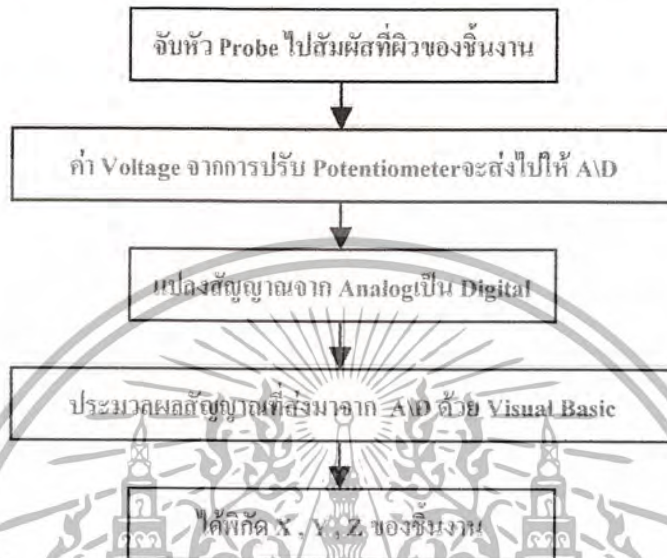 จับหัว Probe ไปสัมผัสที่ผิวของชิ้นงาน
ค่า Voltage จากการปรับ Potentiometerจะส่งไปให้ A\D
แปลงสัญญาณจาก Analogเป็น Digital
ประมวลผลสัญญาณที่ส่งมาจาก A\D ด้วย Visual Basic
ได้พิกัด X , Y , Z ของชิ้นงาน